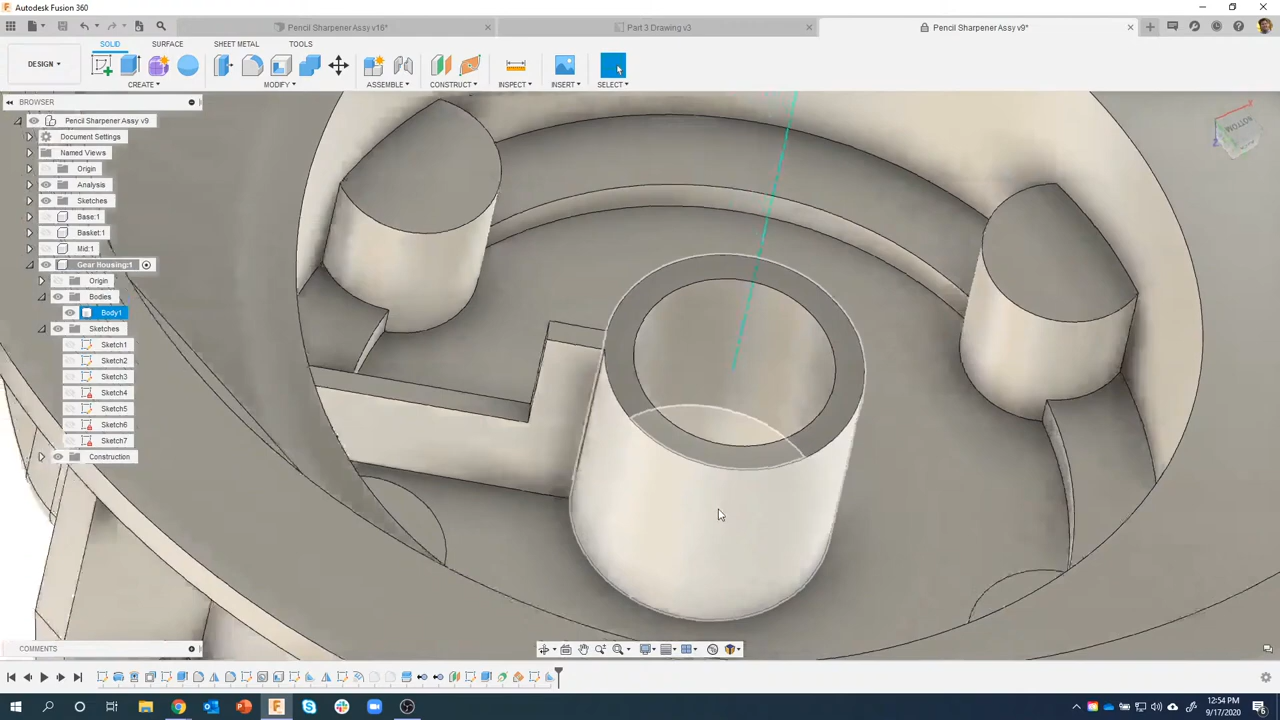 Autodesk Fusion 360
Pencil Sharpener Assy v16*
Part 3 Drawing v3
Pencil Sharpener Assy v9*
SOLID SURFACE SHEET METAL TOOLS
DESIGN
CREATE MODIFY ASSEMBLE CONSTRUCT INSPECT INSERT SELECT
BROWSER
Pencil Sharpener Assy v9
Document Settings
Named Views
Origin
Analysis
Sketches
Base:1
Basket:1
Mid:1
Gear Housing:1
Origin
Bodies
Body1
Sketches
Sketch1
Sketch2
Sketch3
Sketch4
Sketch5
Sketch6
Sketch7
Construction
BOTTOM
X
COMMENTS
12:54 PM
9/17/2020
6